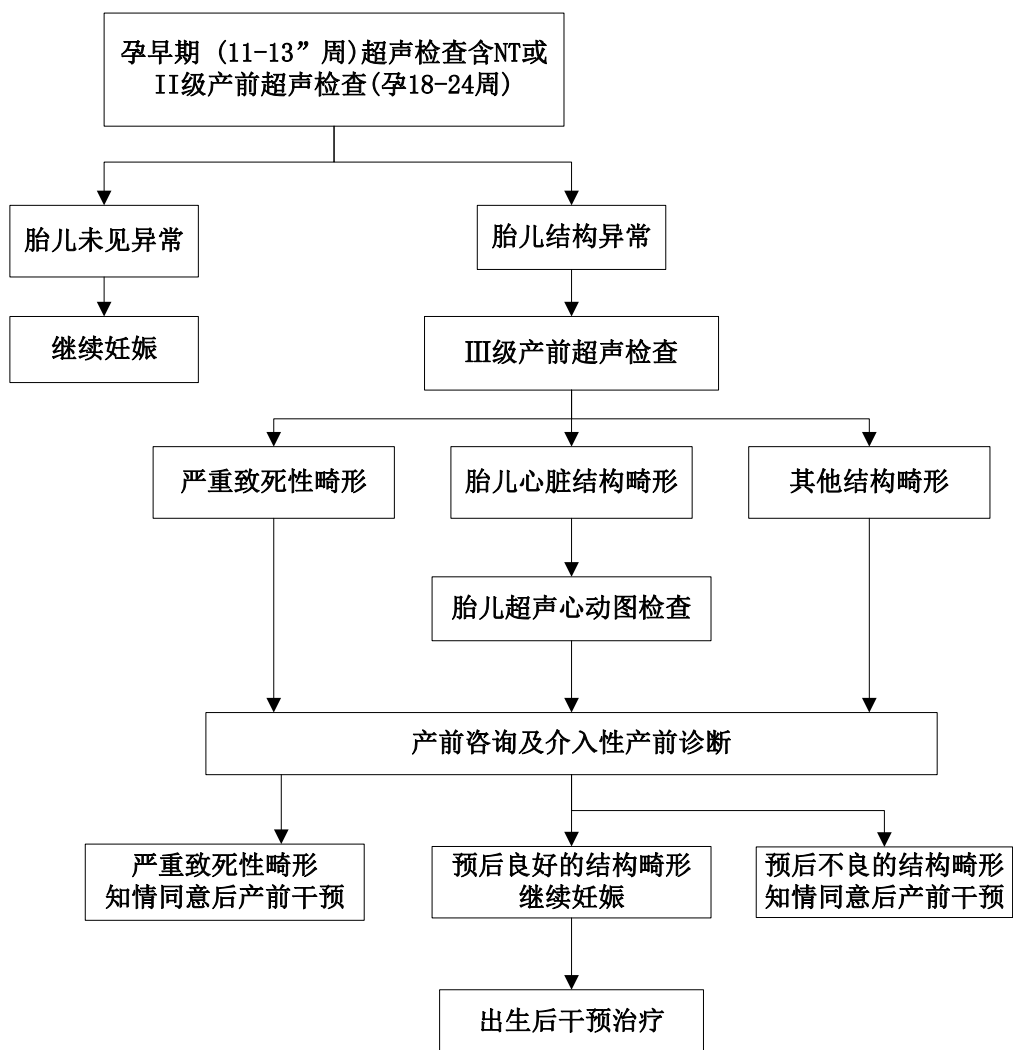 孕早期 (11-13”周)超声检查含NT或
II级产前超声检查(孕18-24周)
胎儿未见异常
胎儿结构异常
继续妊娠
Ⅲ级产前超声检查
严重致死性畸形
胎儿心脏结构畸形
其他结构畸形
胎儿超声心动图检查
产前咨询及介入性产前诊断
严重致死性畸形
知情同意后产前干预
预后良好的结构畸形
继续妊娠
预后不良的结构畸形
知情同意后产前干预
出生后干预治疗